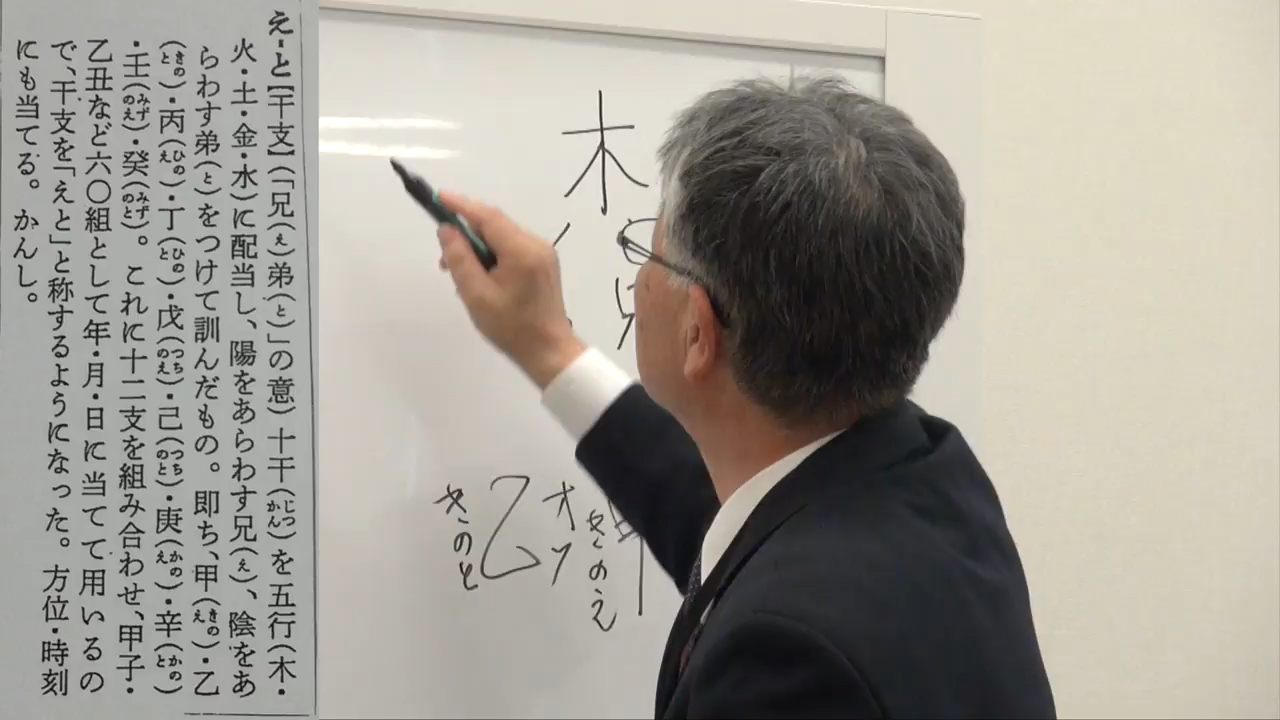 え‐と【干支】(「兄(え)弟(と)」の意) 十干(じっかん)を五行(木・
火・土・金・水)に配当し、陽をあらわす兄(え)、陰をあ
らわす弟(と)をつけて訓んだもの。即ち、甲(きのえ)・乙
(きのと)・丙(ひのえ)・丁(ひのと)・戊(つちのえ)・己(つちのと)・庚(かのえ)・辛(かのと)
・壬(みずのえ)・癸(みずのと)。これに十二支を組み合わせ、甲子・
乙丑など六〇組として年・月・日に当てて用いるの
で、干支を「えと」と称するようになった。方位・時刻
にも当てる。かんし。
木
きのえ
乙
オツ
きのと